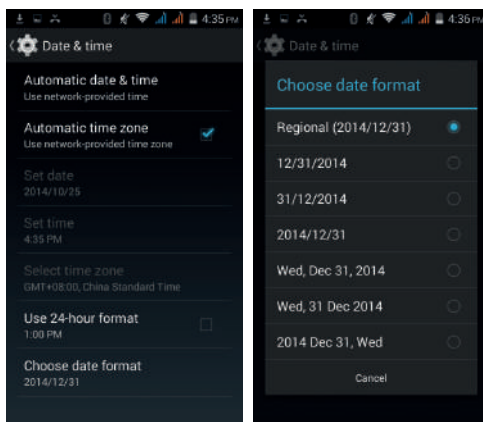 4:35 PM
Date & time
Automatic date & time
Use network-provided time
Automatic time zone
Use network-provided time zone
Set date
2014/10/25
Set time
4:35 PM
Select time zone
GMT+08:00, China Standard Time
Use 24-hour format
1:00 PM
Choose date format
2014/12/31
4:36 PM
Date & time
Choose date format
Regional (2014/12/31)
12/31/2014
31/12/2014
2014/12/31
Wed, Dec 31, 2014
Wed, 31 Dec 2014
2014 Dec 31, Wed
Cancel